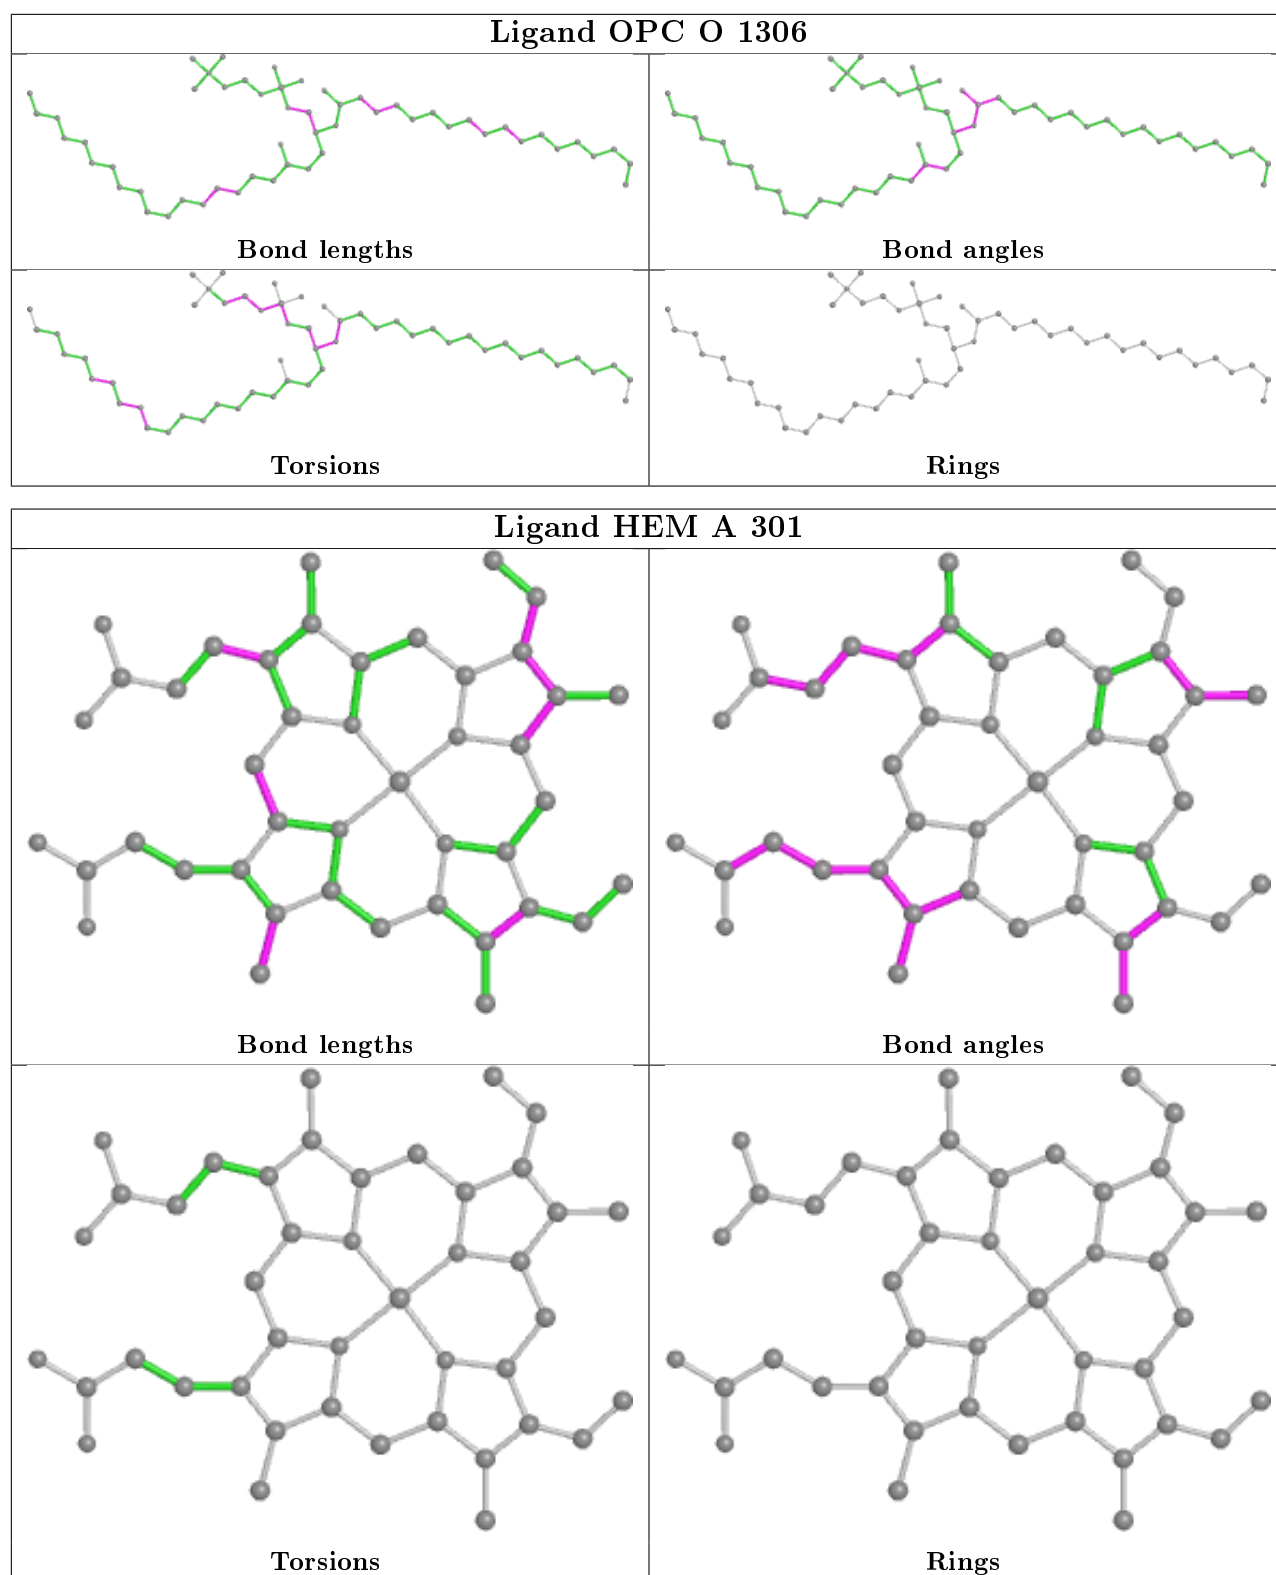 Ligand OPC O 1306
Bond lengths
Bond angles
Torsions
Rings
Ligand HEM A 301
Bond lengths
Bond angles
Torsions
Rings